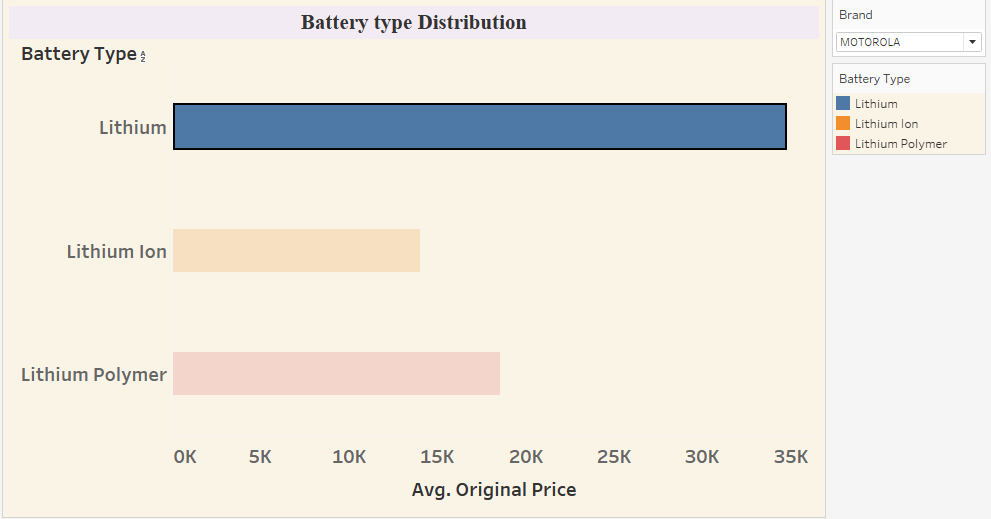 Battery type Distribution
Battery Type
Lithium
Lithium Ion
Lithium Polymer
0K 5K 10K 15K 20K 25K 30K 35K
Avg. Original Price
Brand
MOTOROLA
Battery Type
Lithium
Lithium Ion
Lithium Polymer